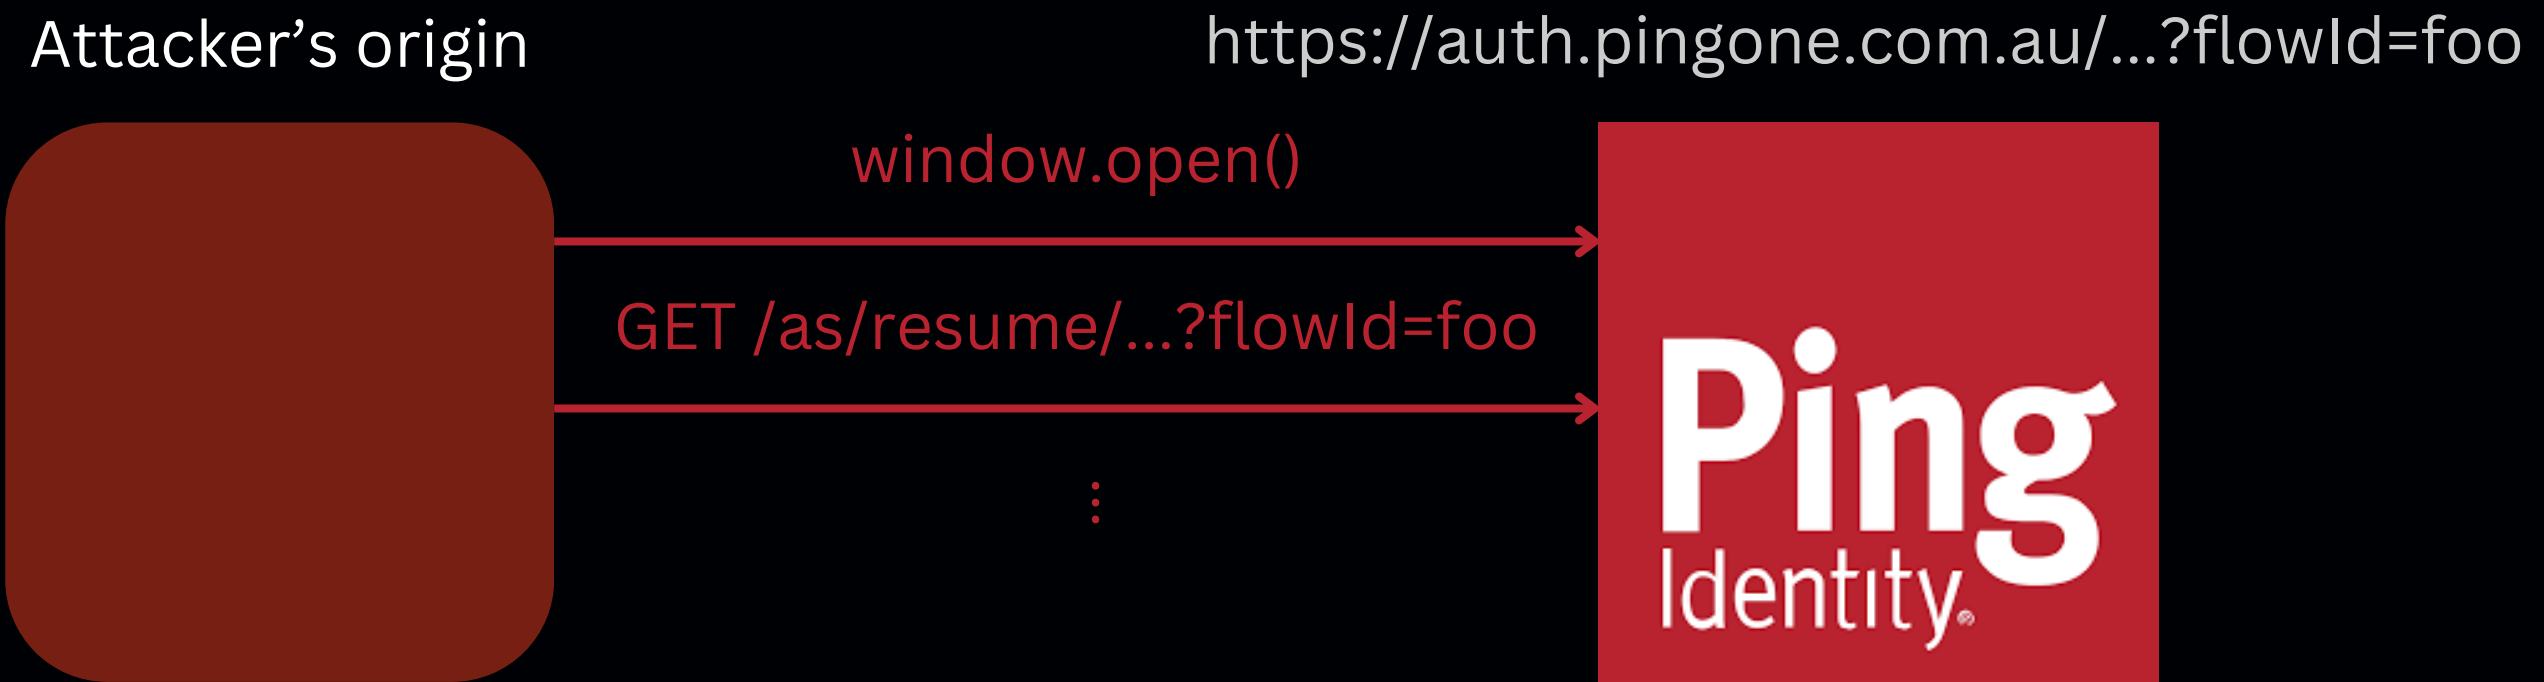 Attacker’s origin
https://auth.pingone.com.au/...?flowId=foo
window.open()
GET /as/resume/...?flowId=foo
Ping
Identity®